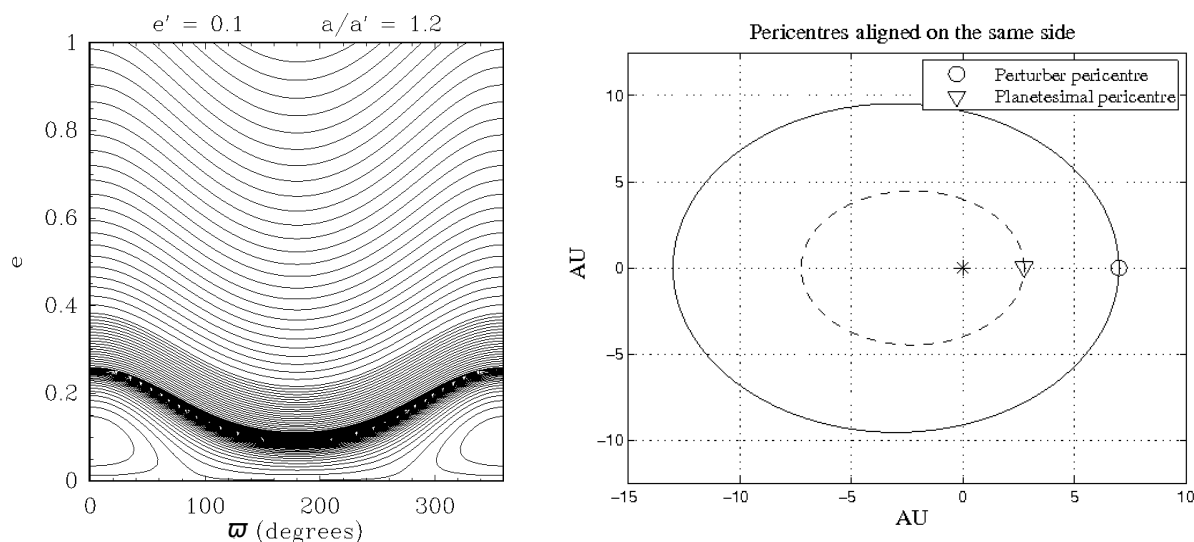 e′ = 0.1 a/a′ = 1.2
1
0.8
0.6
e
0.4
0.2
0
0 100 200 300
ϖ (degrees)
Pericentres aligned on the same side
Perturber pericentre
Planetesimal pericentre
10
5
0
−5
−10
AU
−15 −10 −5 0 5 10
AU